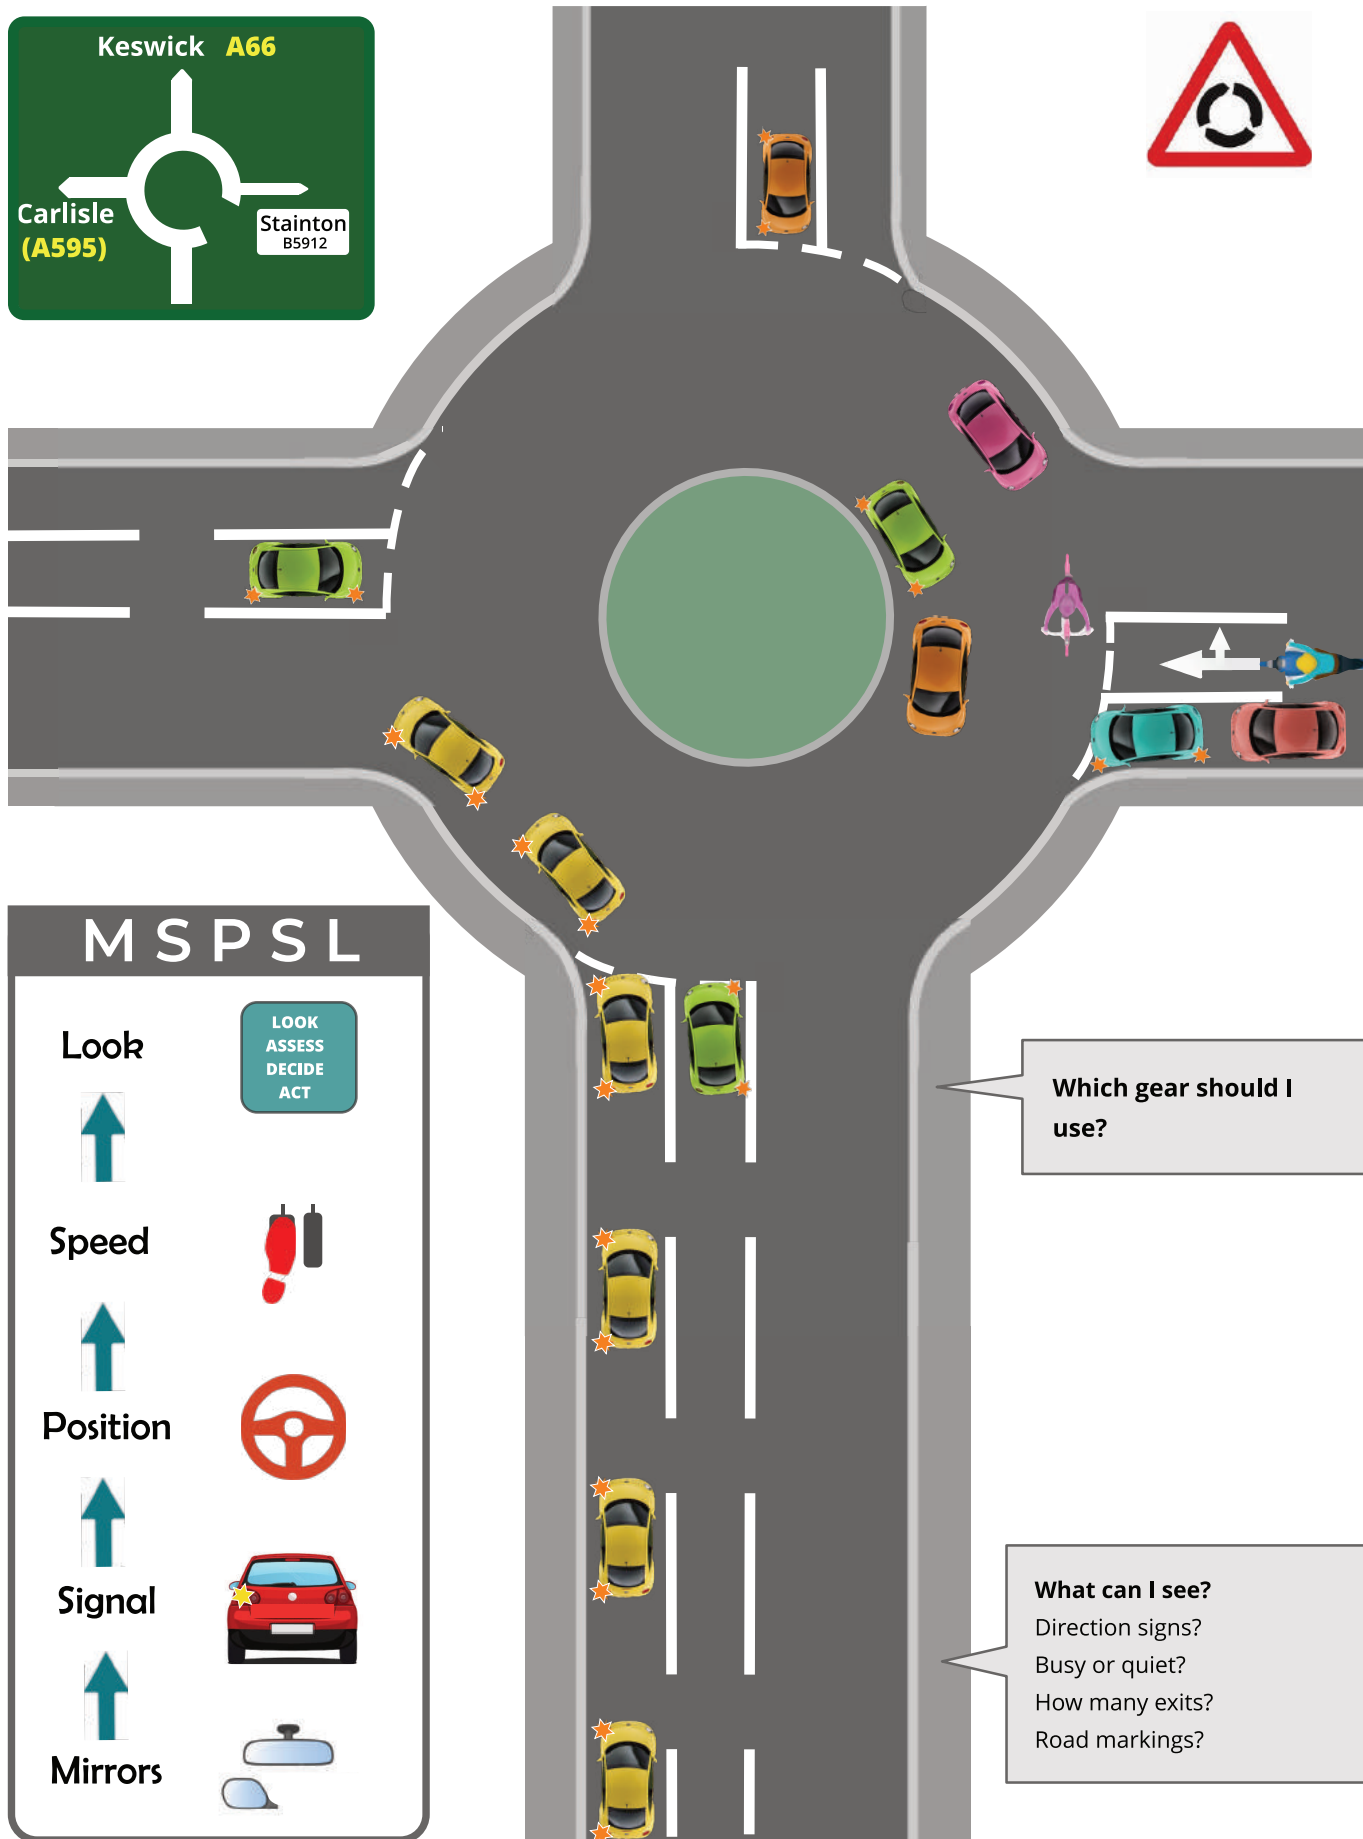 Keswick A66
Carlisle
(A595)
Stainton
B5912
M S P S L
Look
LOOK
ASSESS
DECIDE
ACT
Speed
Position
Signal
Mirrors
Which gear should I
use?
What can I see?
Direction signs?
Busy or quiet?
How many exits?
Road markings?